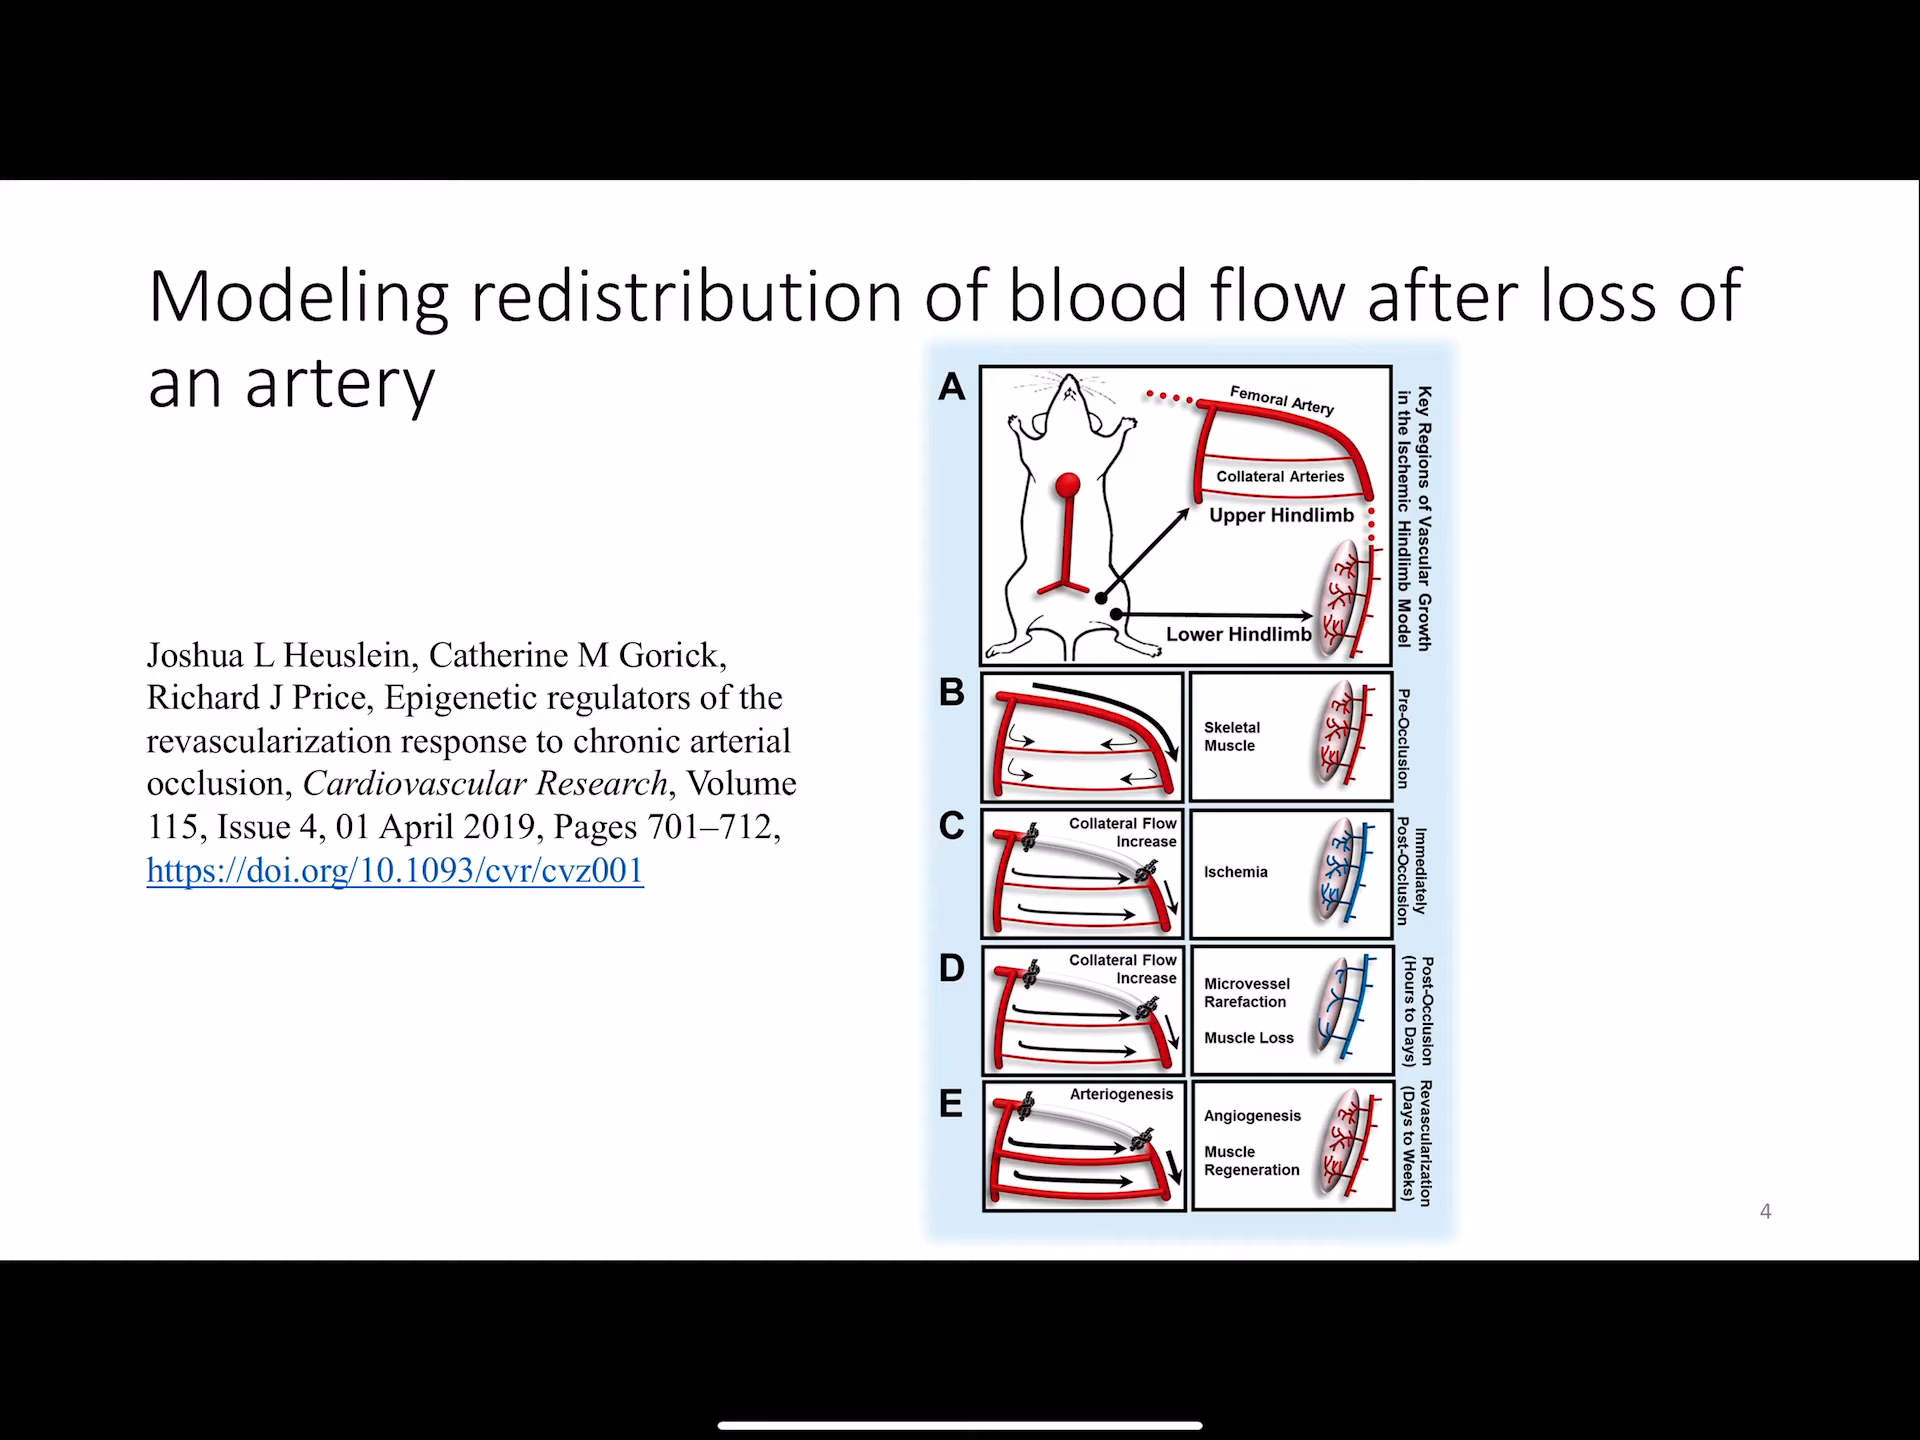 Modeling redistribution of blood flow after loss of
an artery
Joshua L Heuslein, Catherine M Gorick,
Richard J Price, Epigenetic regulators of the
revascularization response to chronic arterial
occlusion, Cardiovascular Research, Volume
115, Issue 4, 01 April 2019, Pages 701–712,
https://doi.org/10.1093/cvr/cvz001
A
Femoral Artery
Collateral Arteries
Upper Hindlimb
Lower Hindlimb
Key Regions of Vascular Growth
in the Ischemic Hindlimb Model
B
Skeletal
Muscle
Pre-Occlusion
C
Collateral Flow
Increase
Ischemia
Immediately
Post-Occlusion
D
Collateral Flow
Increase
Microvessel
Rarefaction
Muscle Loss
Post-Occlusion
(Hours to Days)
E
Arteriogenesis
Angiogenesis
Muscle
Regeneration
Revascularization
(Days to Weeks)
4